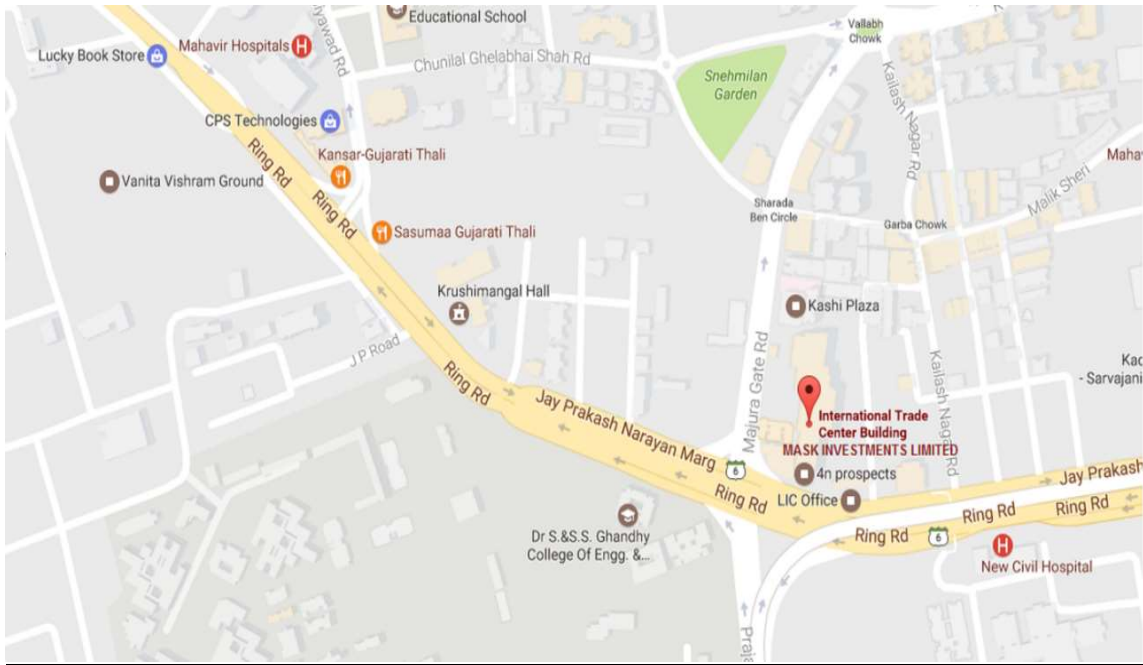 Educational School
Vallabh
Chowk
Lucky Book Store
Mahavir Hospitals
H
Chunilal Ghelabhai Shah Rd
Snehmilan
Garden
Kailash Nagar Rd
CPS Technologies
Ring Rd
Kansar-Gujarati Thali
Maha
Vanita Vishram Ground
Ring Rd
Malik Sheri
Sharada
Ben Circle
Garba Chowk
Sasumaa Gujarati Thali
Krushimangal Hall
Kashi Plaza
J P Road
Majura Gate Rd
Kailash Nagar Rd
- Sarvajani
Ring Rd
Jay Prakash Narayan Marg
International Trade
Center Building
MASK INVESTMENTS LIMITED
6
4n prospects
Jay Prakash
Ring Rd
LIC Office
Ring Rd
Ring Rd
Dr S.&S.S. Ghandhy
College Of Engg. &...
Ring Rd
6
H
New Civil Hospital
Praja